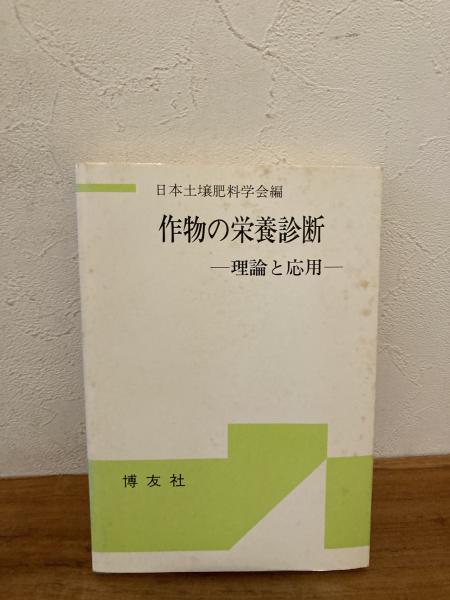 日本土壌肥料学会編
作物の栄養診断
―理論と応用―
博友社